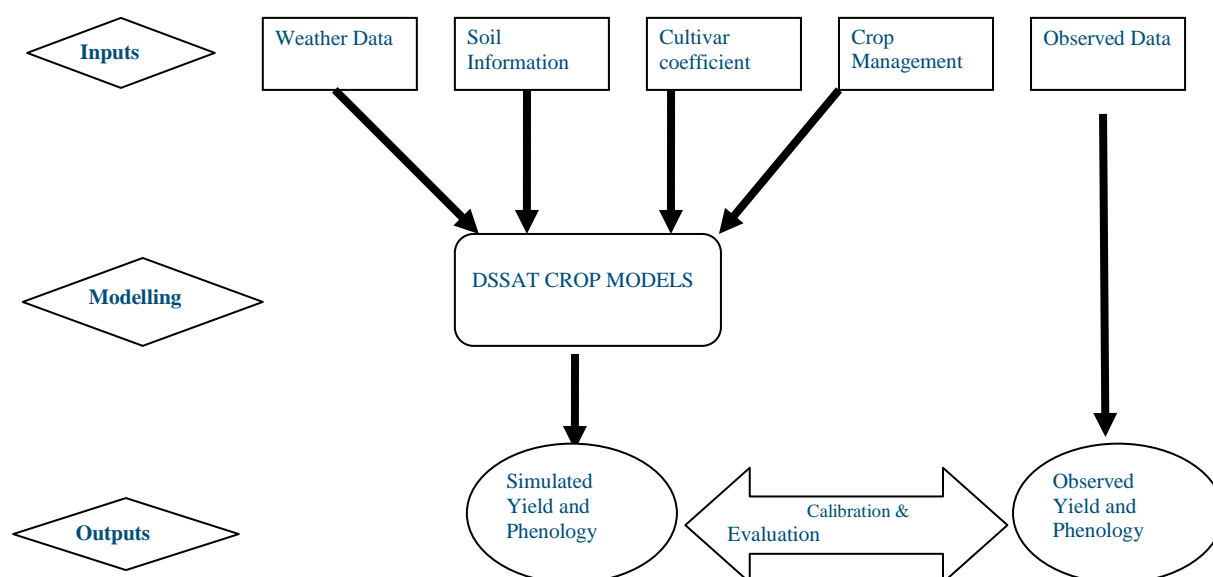 Inputs
Weather Data
Soil
Information
Cultivar
coefficient
Crop
Management
Observed Data
Modelling
DSSAT CROP MODELS
Outputs
Simulated
Yield and
Phenology
Calibration &
Evaluation
Observed
Yield and
Phenology